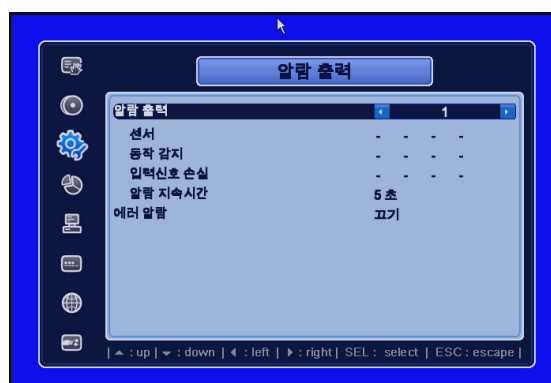 알람 출력
알람 출력 1
센서 - - - -
동작 감지 - - - -
입력신호 손실 - - - -
알람 지속시간 5 초
에러 알람 끄기
| ▲ : up | ▼ : down | ◀ : left | ▶ : right | SEL : select | ESC : escape |